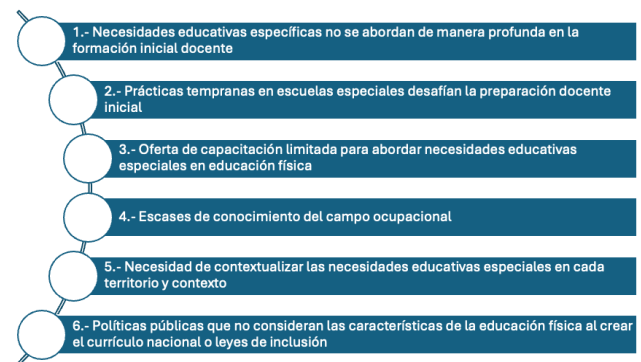 1.- Necesidades educativas específicas no se abordan de manera profunda en la
formación inicial docente
2.- Prácticas tempranas en escuelas especiales desafían la preparación docente
inicial
3.- Oferta de capacitación limitada para abordar necesidades educativas
especiales en educación física
4.- Escases de conocimiento del campo ocupacional
5.- Necesidad de contextualizar las necesidades educativas especiales en cada
territorio y contexto
6.- Políticas públicas que no consideran las características de la educación física al crear
el currículo nacional o leyes de inclusión